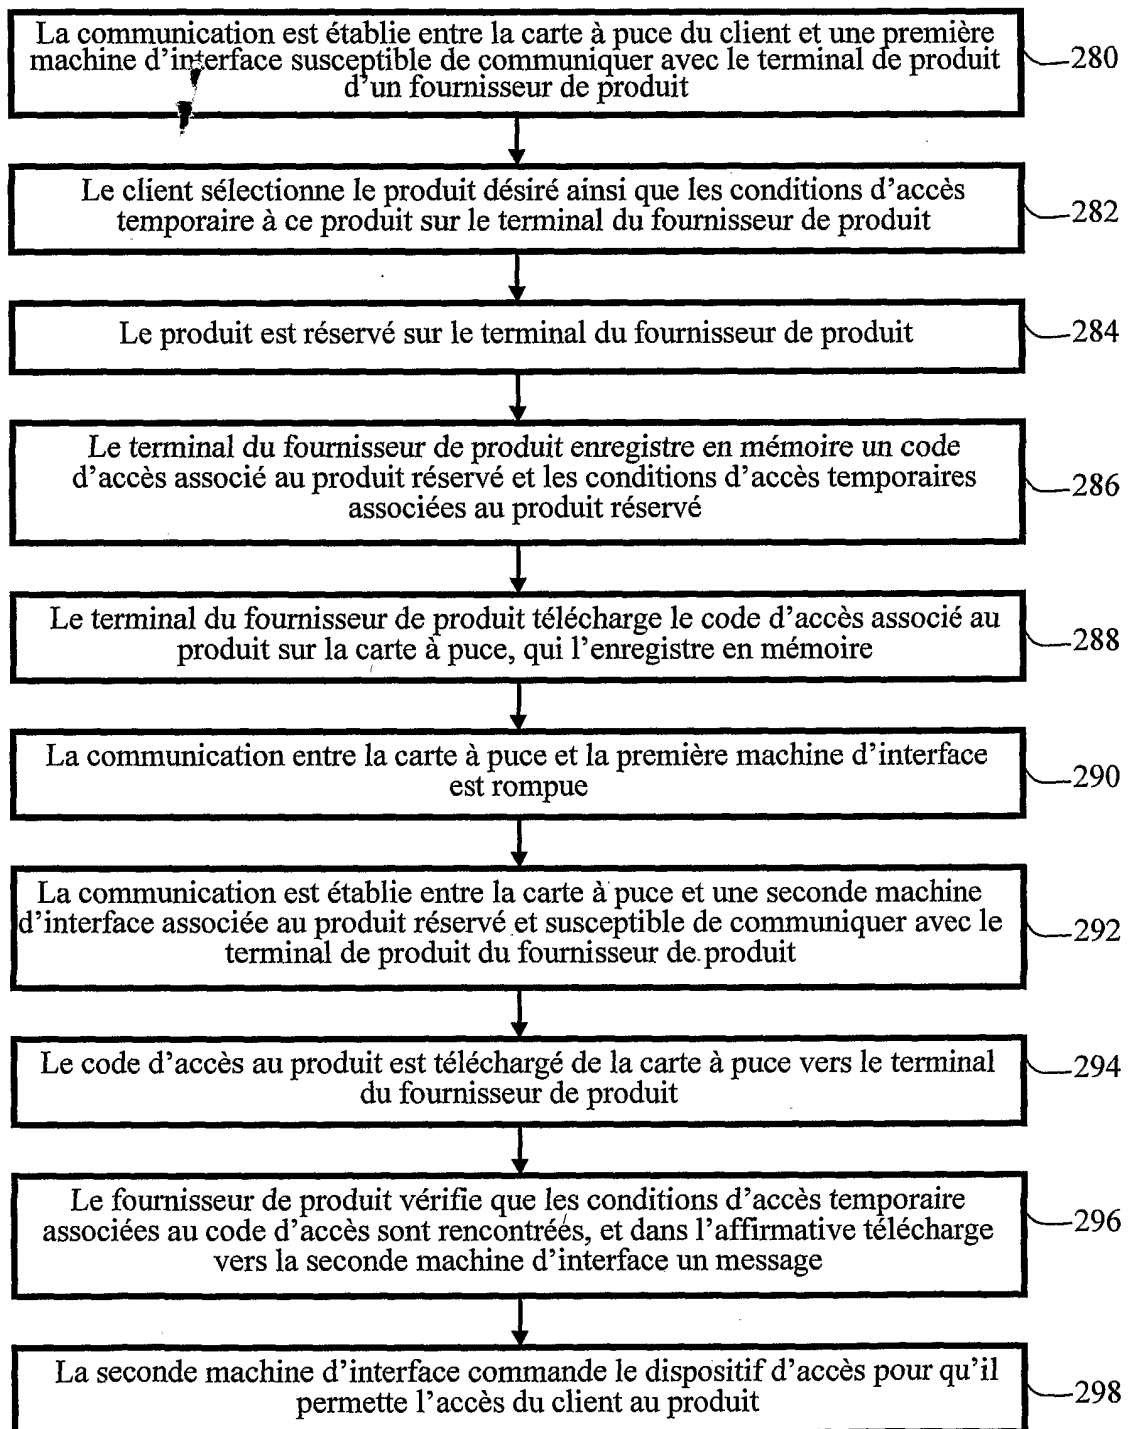 La communication est établie entre la carte à puce du client et une première
machine d'interface susceptible de communiquer avec le terminal de produit
d'un fournisseur de produit
280
Le client sélectionne le produit désiré ainsi que les conditions d'accès
temporaire à ce produit sur le terminal du fournisseur de produit
282
Le produit est réservé sur le terminal du fournisseur de produit
284
Le terminal du fournisseur de produit enregistre en mémoire un code
d'accès associé au produit réservé et les conditions d'accès temporaires
associées au produit réservé
286
Le terminal du fournisseur de produit télécharge le code d'accès associé au
produit sur la carte à puce, qui l'enregistre en mémoire
288
La communication entre la carte à puce et la première machine d'interface
est rompue
290
La communication est établie entre la carte à puce et une seconde machine
d'interface associée au produit réservé et susceptible de communiquer avec le
terminal de produit du fournisseur de produit
292
Le code d'accès au produit est téléchargé de la carte à puce vers le terminal
du fournisseur de produit
294
Le fournisseur de produit vérifie que les conditions d'accès temporaire
associées au code d'accès sont rencontréés, et dans l'affirmative télécharge
vers la seconde machine d'interface un message
296
La seconde machine d'interface commande le dispositif d'accès pour qu'il
permette l'accès du client au produit
298